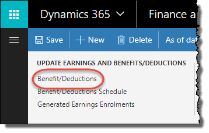 Dynamics 365
Finance a
Save + New Delete As of dat
UPDATE EARNINGS AND BENEFITS/DEDUCTIONS
Benefit/Deductions
Benefit/Deductions Schedule
Generated Earnings Enrolments